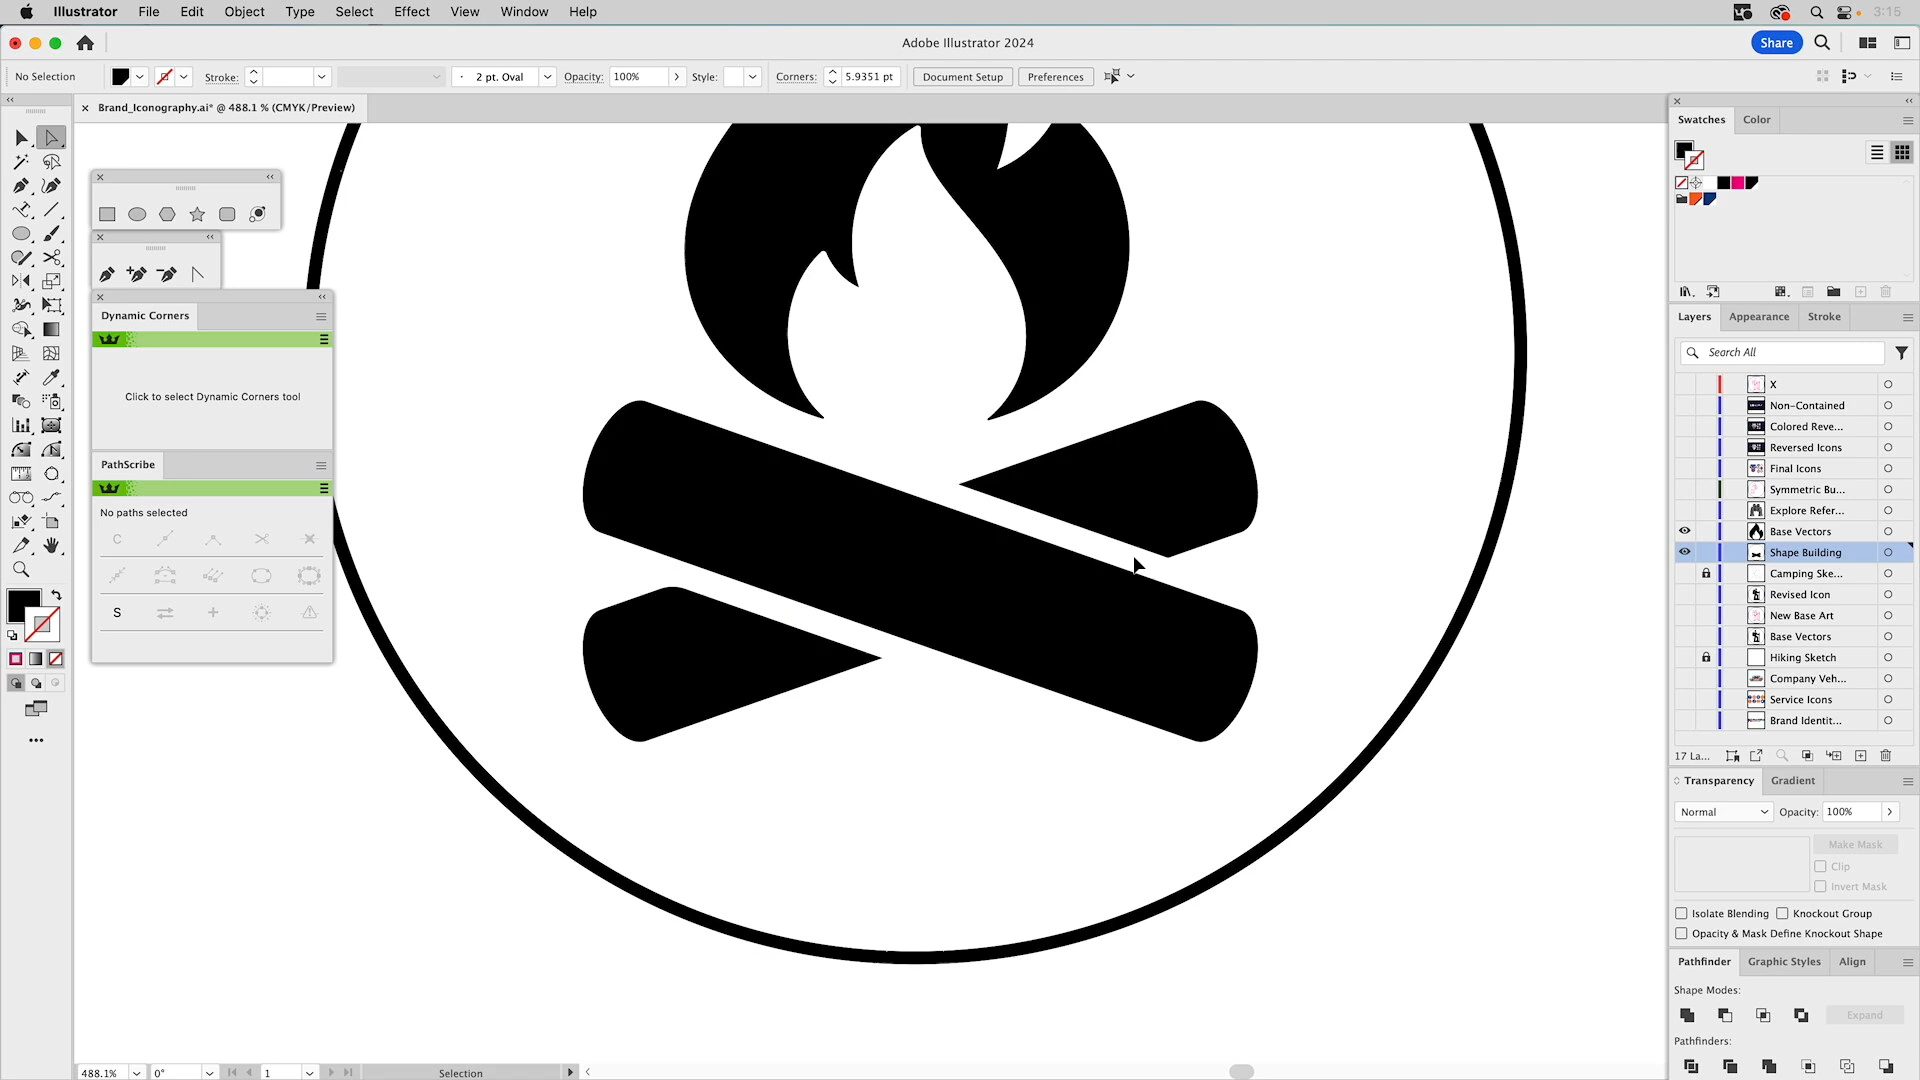 Illustrator File Edit Object Type Select Effect View Window Help 3:15
Adobe Illustrator 2024 Share
No Selection Stroke: 2 pt. Oval Opacity: 100% Style: Corners: 5.9351 pt Document Setup Preferences
Brand_Iconography.ai* @ 488.1 % (CMYK/Preview)
Dynamic Corners
Click to select Dynamic Corners tool
PathScribe
No paths selected
C
S
Swatches Color
Layers Appearance Stroke
Search All
X
Non-Contained
Colored Reve...
Reversed Icons
Final Icons
Symmetric Bu...
Explore Refer...
Base Vectors
Shape Building
Camping Ske...
Revised Icon
New Base Art
Base Vectors
Hiking Sketch
Company Veh...
Service Icons
Brand Identit...
17 La...
Transparency Gradient
Normal Opacity: 100%
Make Mask
Clip
Invert Mask
Isolate Blending Knockout Group
Opacity & Mask Define Knockout Shape
Pathfinder Graphic Styles Align
Shape Modes:
Expand
Pathfinders:
488.1% 0° 1 Selection